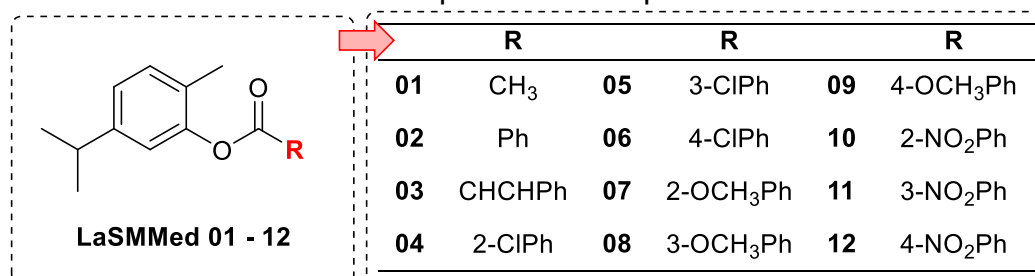 R R R
01 CH₃ 05 3-ClPh 09 4-OCH₃Ph
02 Ph 06 4-ClPh 10 2-NO₂Ph
03 CHCHPh 07 2-OCH₃Ph 11 3-NO₂Ph
04 2-ClPh 08 3-OCH₃Ph 12 4-NO₂Ph
O
O
R
LaSMMed 01 - 12